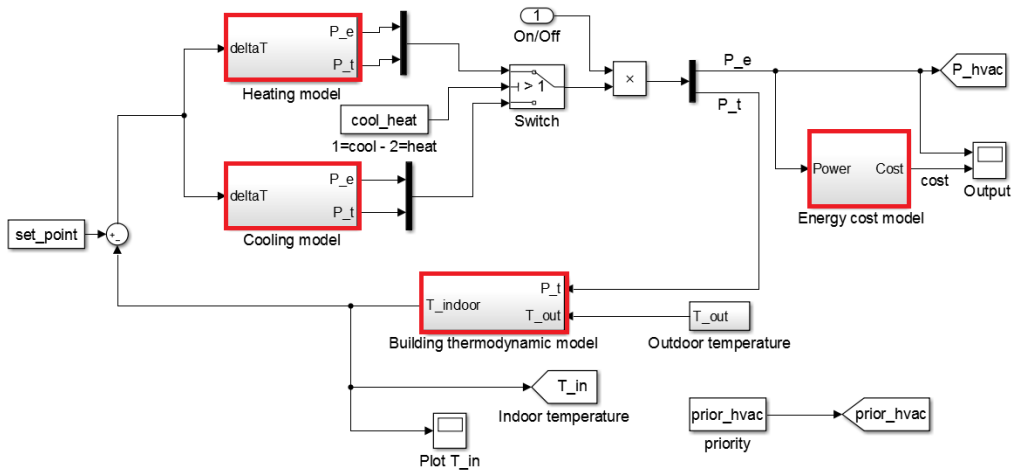 deltaT
P_e
P_t
Heating model
1
On/Off
> 1
Switch
×
cool_heat
1=cool - 2=heat
P_e
P_t
P_hvac
Power
Cost
cost
Energy cost model
Output
deltaT
P_e
P_t
Cooling model
set_point
+_
T_indoor
P_t
T_out
Building thermodynamic model
T_out
Outdoor temperature
T_in
Indoor temperature
Plot T_in
prior_hvac
priority
prior_hvac